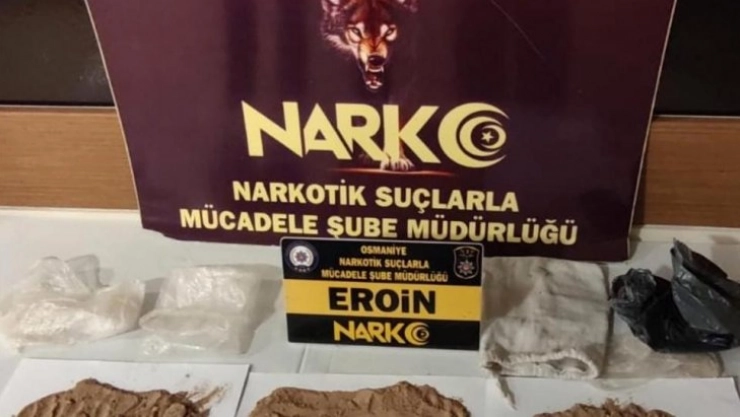 NARKO
NARKOTİK SUÇLARLA
MÜCADELE ŞUBE MÜDÜRLÜĞÜ
OSMANİYE
NARKOTİK SUÇLARLA
MÜCADELE ŞUBE MÜDÜRLÜĞÜ
EROİN
NARKO